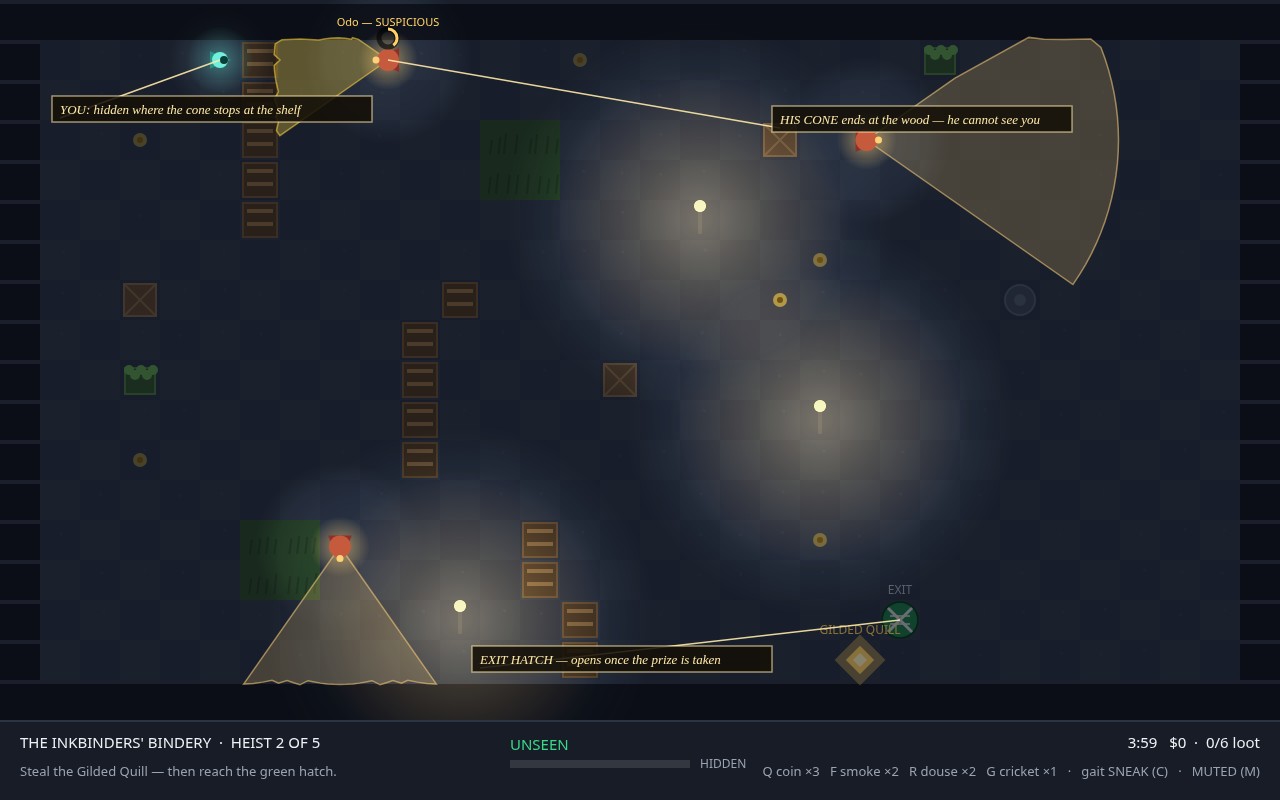 Odo — SUSPICIOUS
YOU: hidden where the cone stops at the shelf
HIS CONE ends at the wood — he cannot see you
EXIT
GILDED QUILL
EXIT HATCH — opens once the prize is taken
THE INKBINDERS' BINDERY · HEIST 2 OF 5
UNSEEN
3:59 $0 · 0/6 loot
Steal the Gilded Quill — then reach the green hatch.
HIDDEN
Q coin ×3 F smoke ×2 R douse ×2 G cricket ×1 · gait SNEAK (C) · MUTED (M)